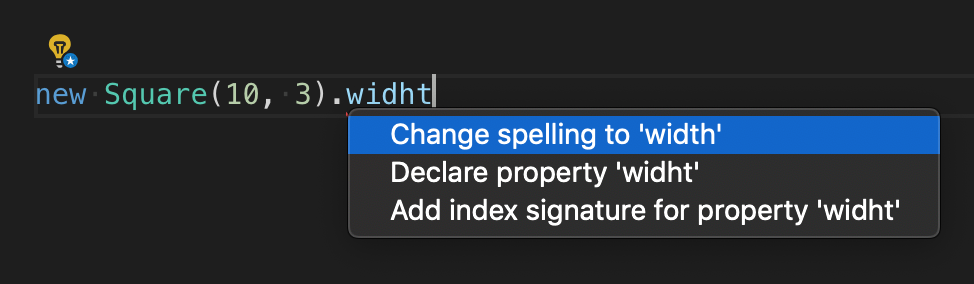 new Square(10, 3).widht
Change spelling to 'width'
Declare property 'widht'
Add index signature for property 'widht'